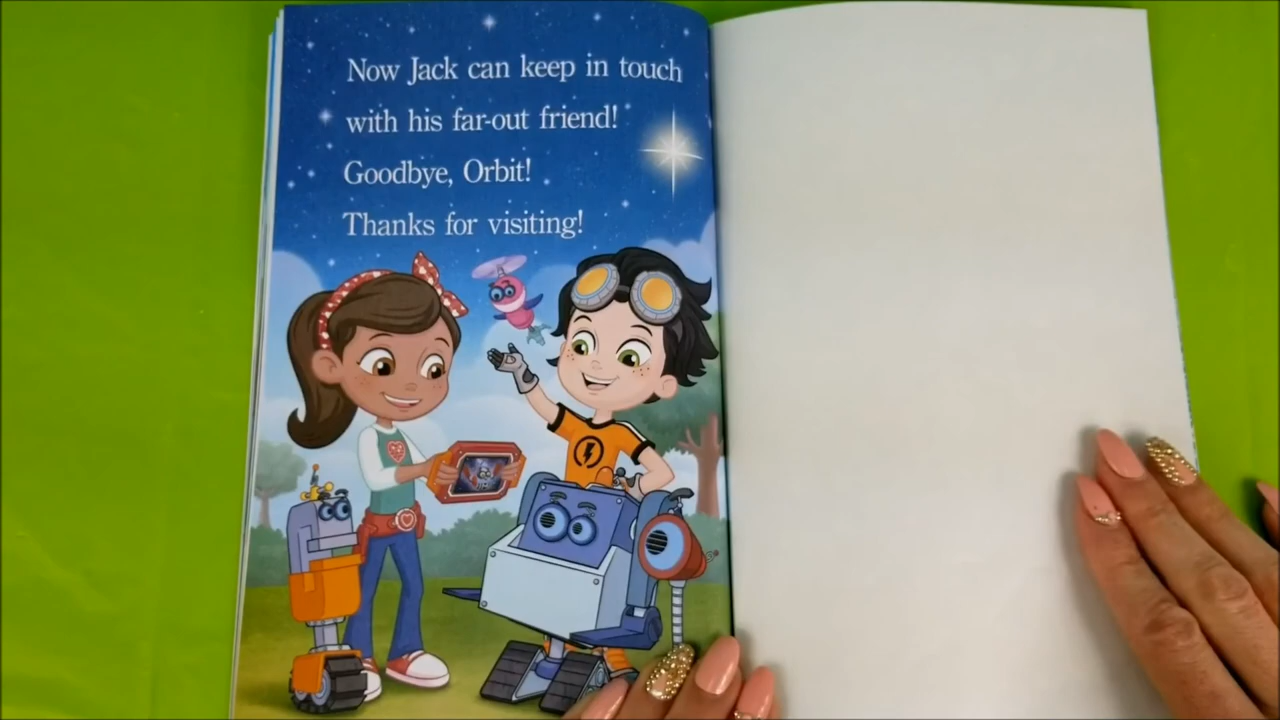 Now Jack can keep in touch
with his far-out friend!
Goodbye, Orbit!
Thanks for visiting!